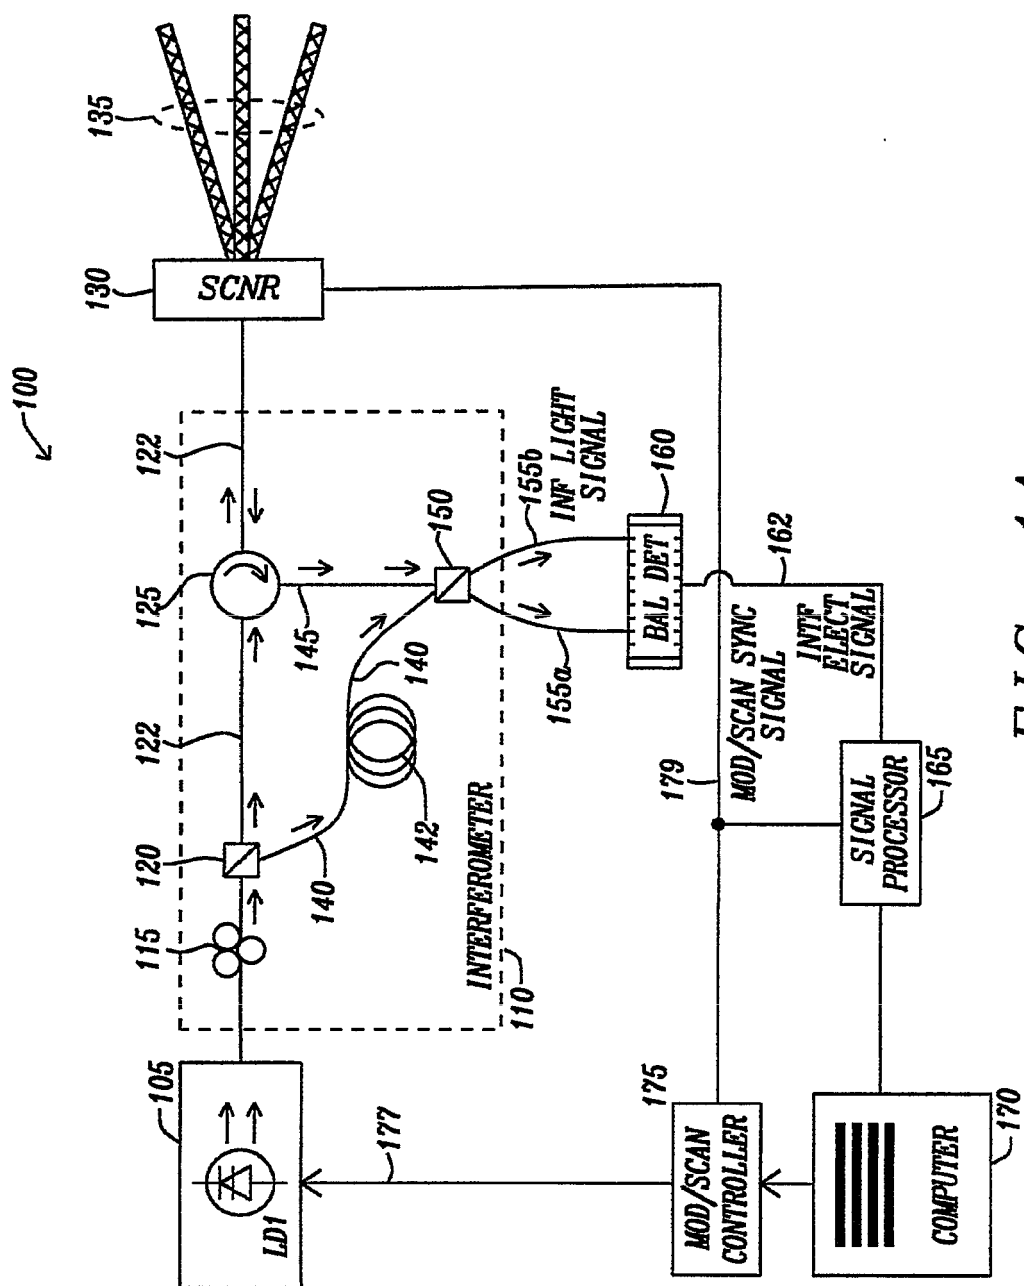 100
135
130
SCNR
122
125
145
122
120
115
140
142
140
150
INTERFEROMETER
110
155a
155b
INF LIGHT
SIGNAL
BAL DET
160
162
INTF
ELECT
SIGNAL
179
MOD/SCAN SYNC
SIGNAL
SIGNAL
PROCESSOR
165
105
LD1
177
175
MOD/SCAN
CONTROLLER
COMPUTER
170